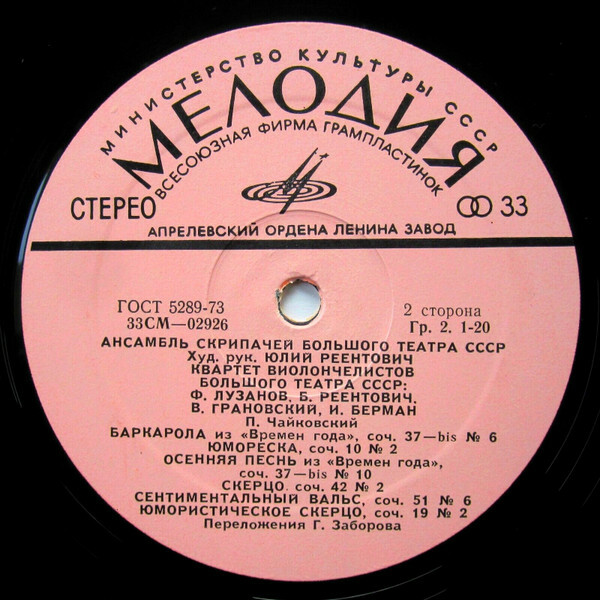 МИНИСТЕРСТВО КУЛЬТУРЫ СССР
МЕЛОДИЯ
ВСЕСОЮЗНАЯ ФИРМА ГРАМПЛАСТИНОК
СТЕРЕО
33
АПРЕЛЕВСКИЙ ОРДЕНА ЛЕНИНА ЗАВОД
ГОСТ 5289-73
2 сторона
33СМ—02926
Гр. 2. 1-20
АНСАМБЛЬ СКРИПАЧЕЙ БОЛЬШОГО ТЕАТРА СССР
Худ. рук. ЮЛИЙ РЕЕНТОВИЧ
КВАРТЕТ ВИОЛОНЧЕЛИСТОВ
БОЛЬШОГО ТЕАТРА СССР:
Ф. ЛУЗАНОВ, Б. РЕЕНТОВИЧ.
В. ГРАНОВСКИЙ, И. БЕРМАН
П. Чайковский
БАРКАРОЛА из «Времен года», соч. 37—bis № 6
ЮМОРЕСКА, соч. 10 № 2
ОСЕННЯЯ ПЕСНЬ из «Времен года»,
соч. 37—bis № 10
СКЕРЦО, соч. 42 № 2
СЕНТИМЕНТАЛЬНЫЙ ВАЛЬС, соч. 51 № 6
ЮМОРИСТИЧЕСКОЕ СКЕРЦО, соч. 19 № 2
Переложения Г. Заборова